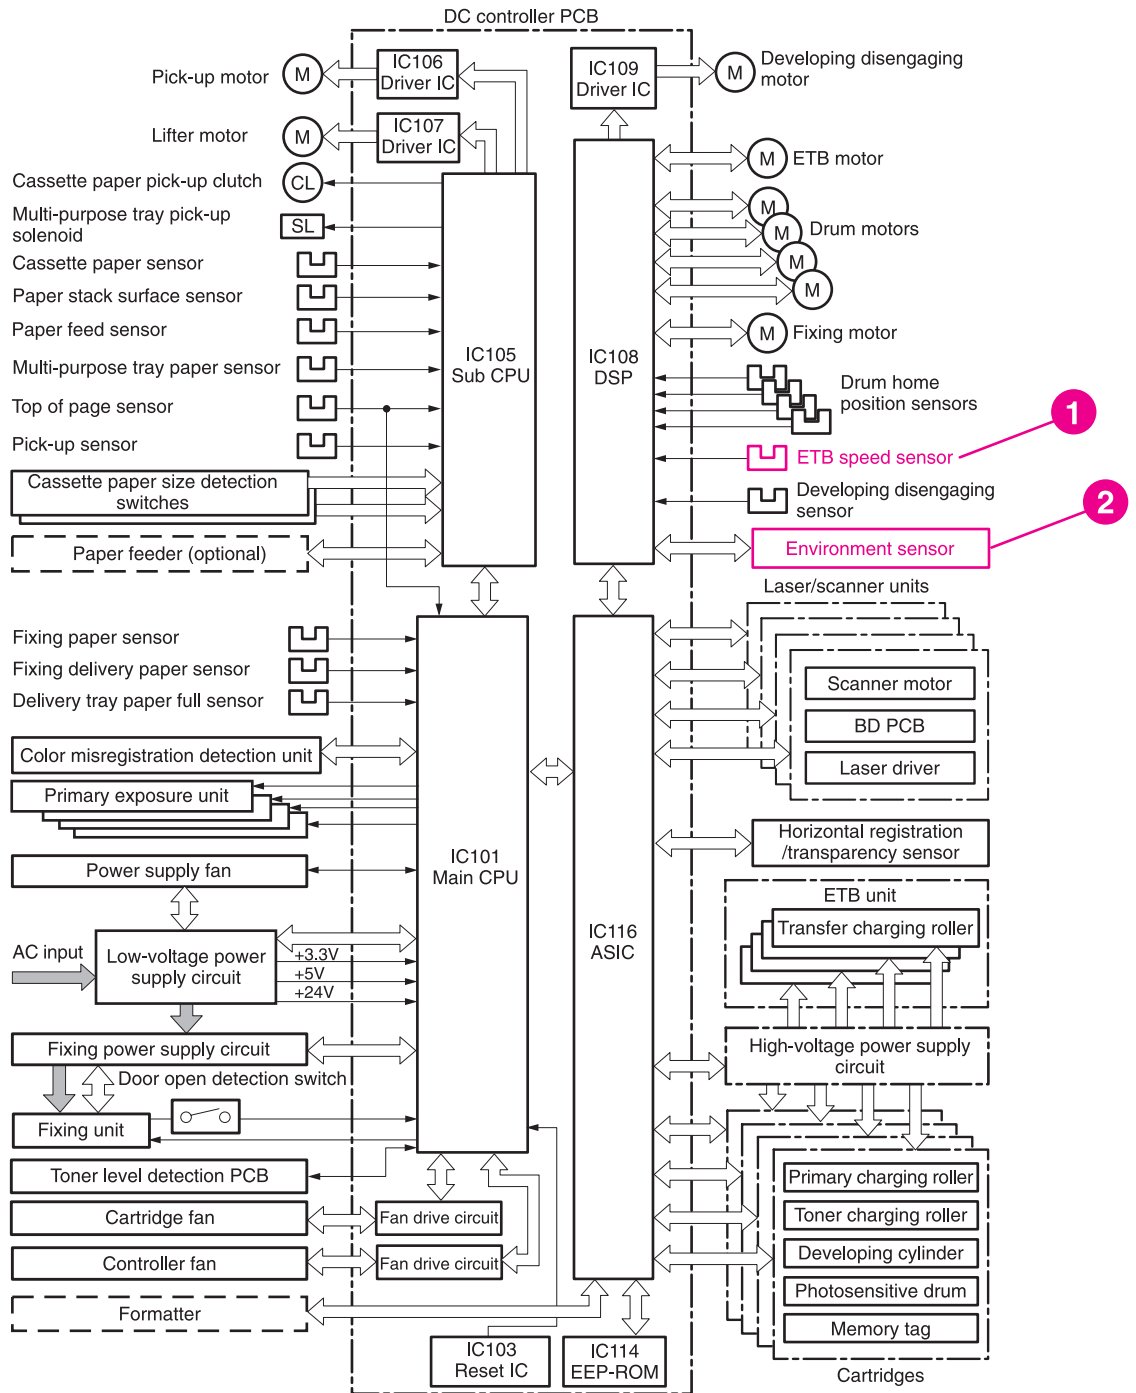 DC controller PCB
Pick-up motor
M
IC106
Driver IC
Lifter motor
M
IC107
Driver IC
Cassette paper pick-up clutch
CL
Multi-purpose tray pick-up
solenoid
SL
Cassette paper sensor
Paper stack surface sensor
Paper feed sensor
Multi-purpose tray paper sensor
Top of page sensor
Pick-up sensor
Cassette paper size detection
switches
Paper feeder (optional)
IC105
Sub CPU
IC109
Driver IC
M
Developing disengaging
motor
M
ETB motor
M
M
M
M
Drum motors
M
Fixing motor
IC108
DSP
Drum home
position sensors
1
ETB speed sensor
Developing disengaging
sensor
2
Environment sensor
Laser/scanner units
Scanner motor
BD PCB
Laser driver
Fixing paper sensor
Fixing delivery paper sensor
Delivery tray paper full sensor
Color misregistration detection unit
Primary exposure unit
Power supply fan
AC input
Low-voltage power
supply circuit
+3.3V
+5V
+24V
Fixing power supply circuit
Door open detection switch
Fixing unit
Toner level detection PCB
Cartridge fan
Fan drive circuit
Controller fan
Fan drive circuit
Formatter
IC101
Main CPU
IC116
ASIC
IC103
Reset IC
IC114
EEP-ROM
Horizontal registration
/transparency sensor
ETB unit
Transfer charging roller
High-voltage power supply
circuit
Primary charging roller
Toner charging roller
Developing cylinder
Photosensitive drum
Memory tag
Cartridges